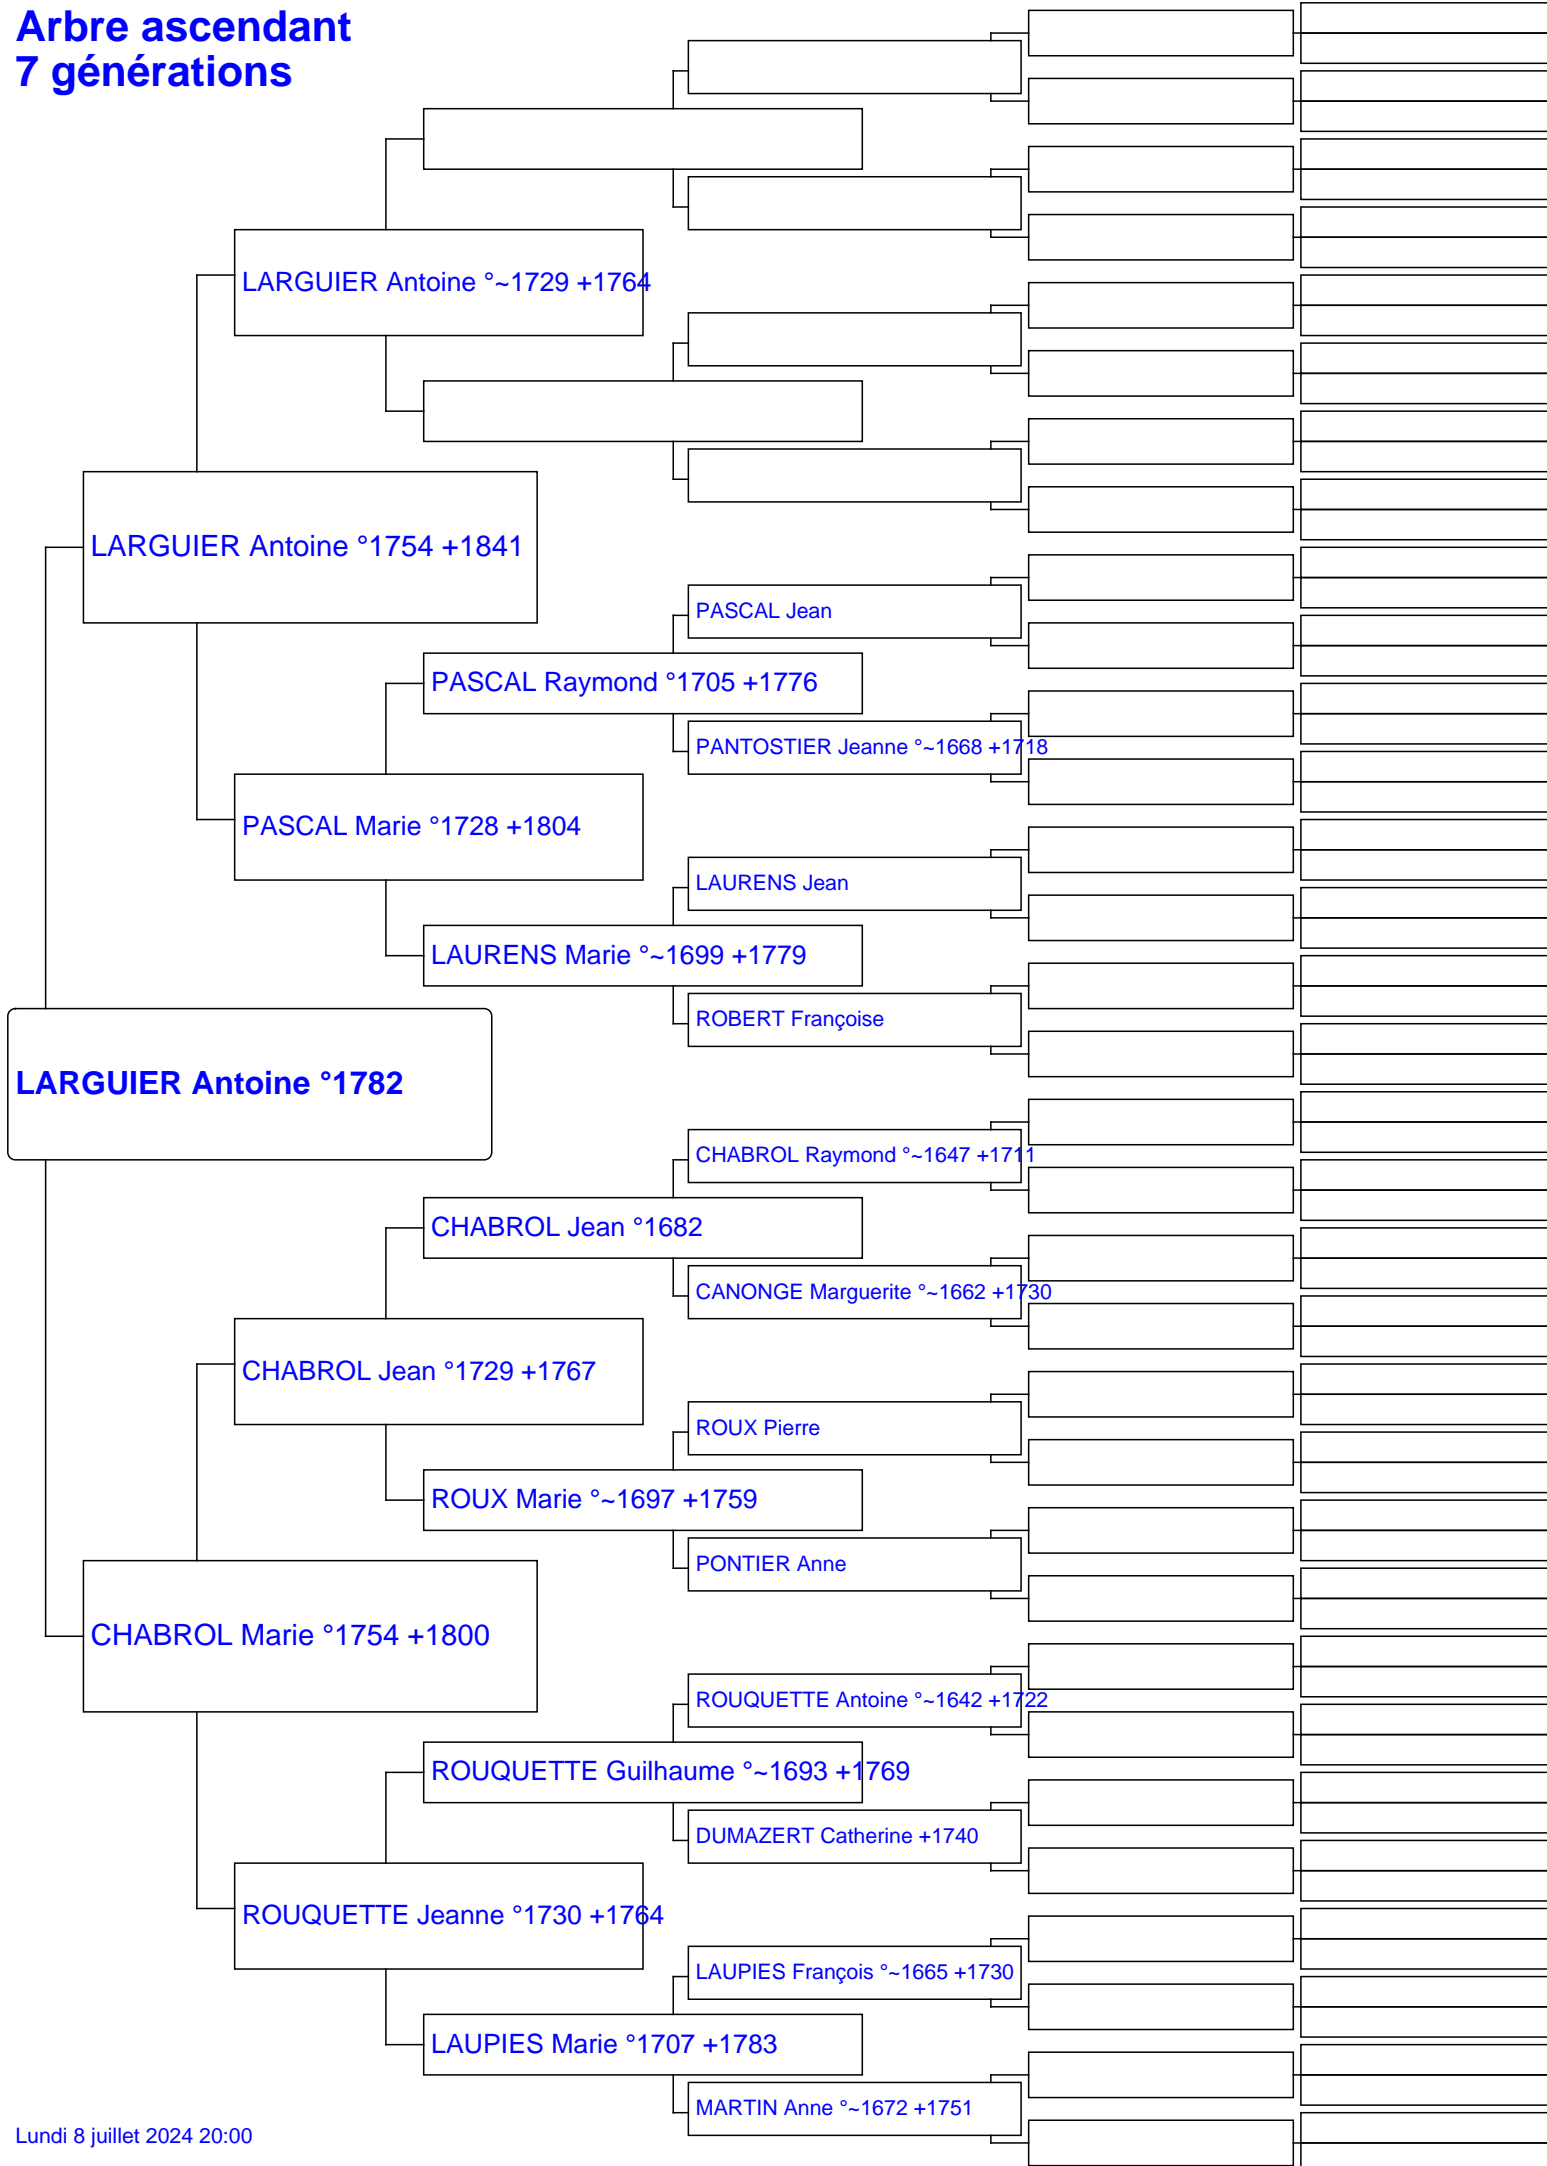 Arbre ascendant
7 générations
LARGUIER Antoine °~1729 +1764
LARGUIER Antoine °1754 +1841
PASCAL Jean
PASCAL Raymond °1705 +1776
PANTOSTIER Jeanne °~1668 +1718
PASCAL Marie °1728 +1804
LAURENS Jean
LAURENS Marie °~1699 +1779
ROBERT Françoise
LARGUIER Antoine °1782
CHABROL Raymond °~1647 +1711
CHABROL Jean °1682
CANONGE Marguerite °~1662 +1730
CHABROL Jean °1729 +1767
ROUX Pierre
ROUX Marie °~1697 +1759
PONTIER Anne
CHABROL Marie °1754 +1800
ROUQUETTE Antoine °~1642 +1722
ROUQUETTE Guilhaume °~1693 +1769
DUMAZERT Catherine +1740
ROUQUETTE Jeanne °1730 +1764
LAUPIES François °~1665 +1730
LAUPIES Marie °1707 +1783
MARTIN Anne °~1672 +1751
Lundi 8 juillet 2024 20:00